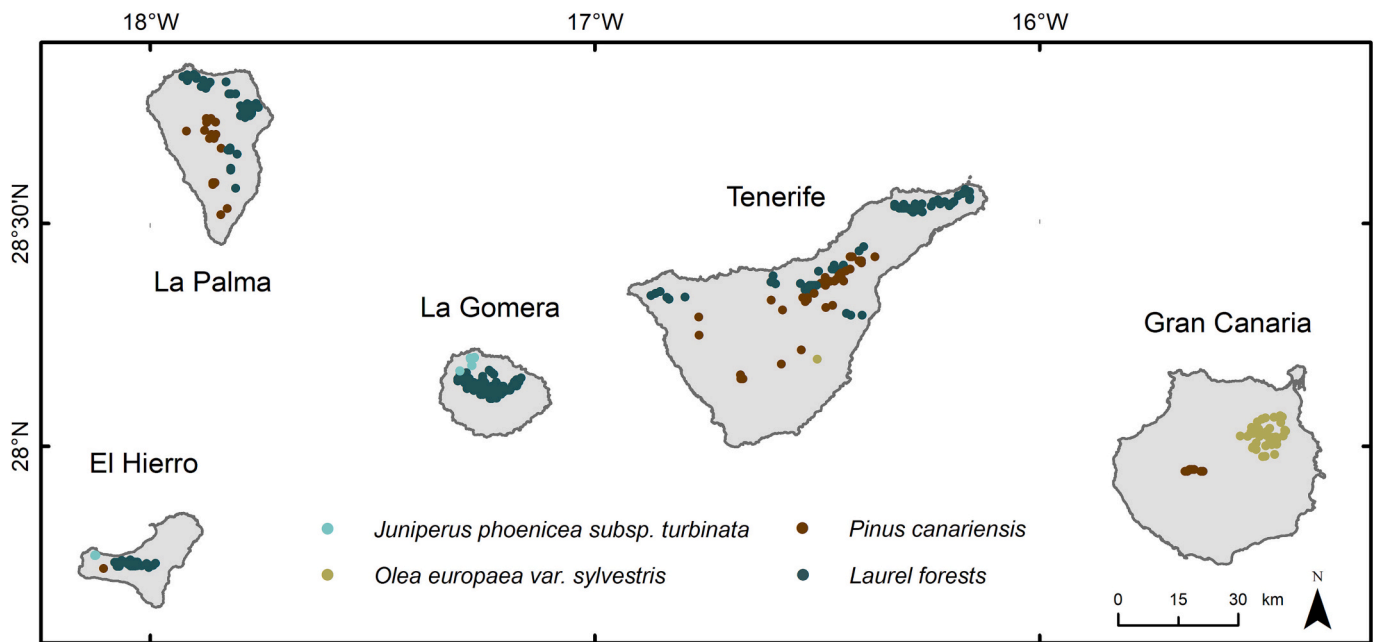 18°W 17°W 16°W
28°30'N
28°N
La Palma
Tenerife
La Gomera
Gran Canaria
El Hierro
Juniperus phoenicea subsp. turbinata
Olea europaea var. sylvestris
Pinus canariensis
Laurel forests
N
0 15 30 km